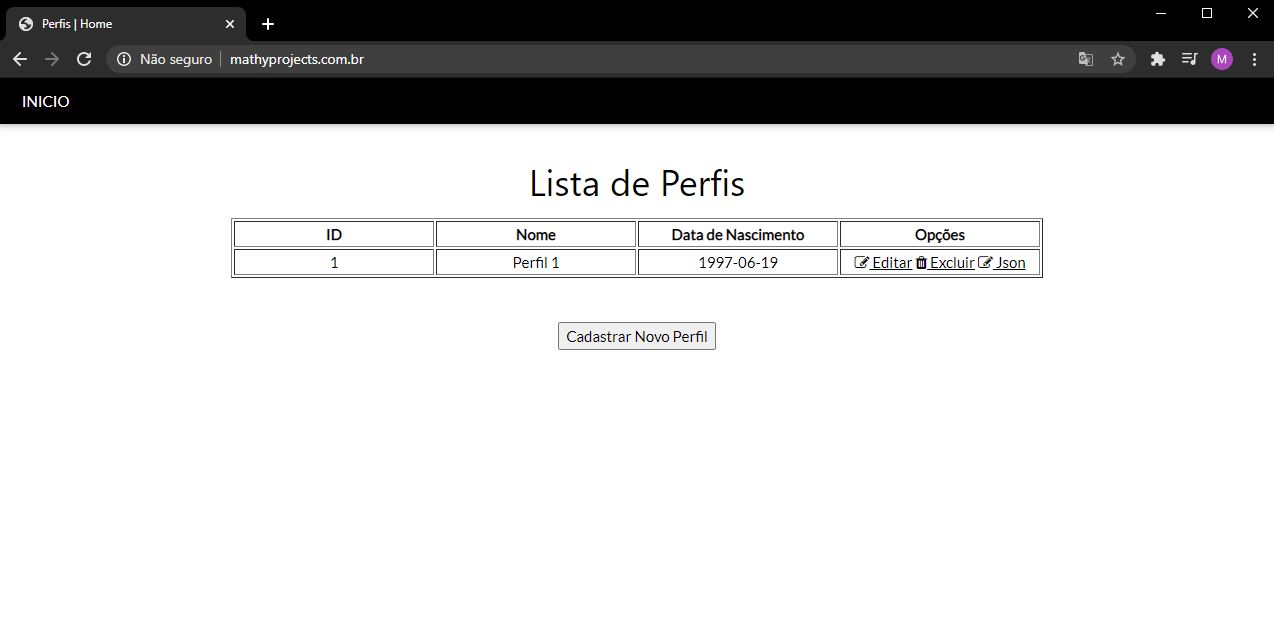 Perfis | Home
Não seguro mathyprojects.com.br M
INICIO
Lista de Perfis
ID Nome Data de Nascimento Opções
1 Perfil 1 1997-06-19 Editar Excluir Json
Cadastrar Novo Perfil